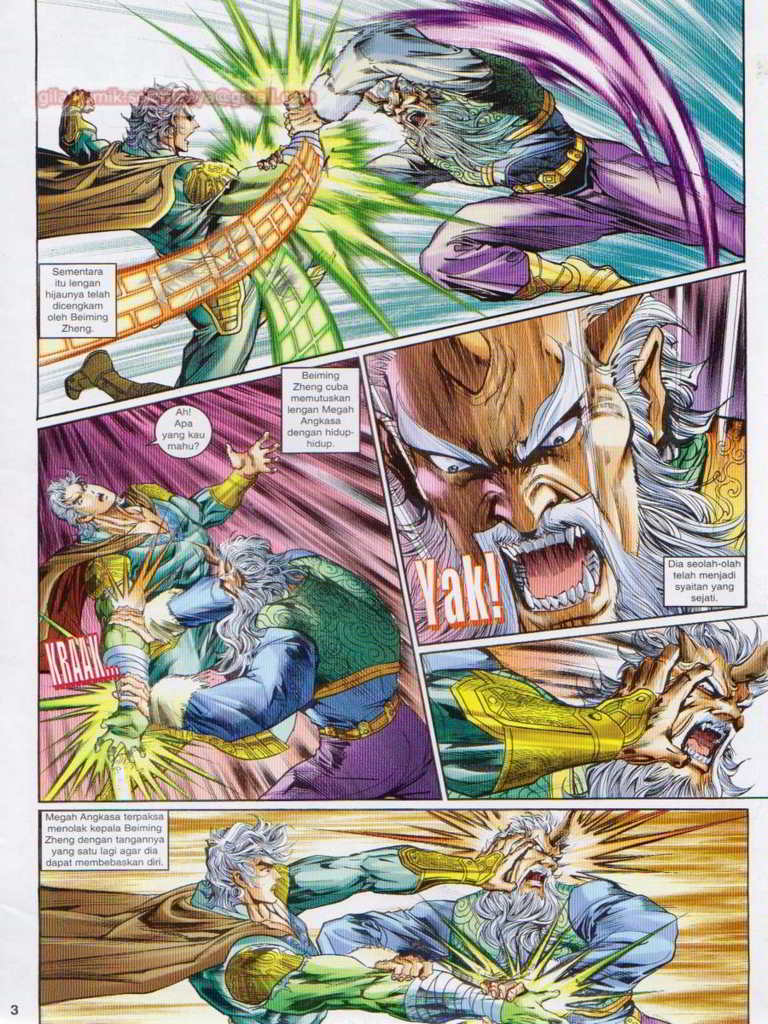 Sementara
itu lengan
hijaunya telah
dicengkam
oleh Beiming
Zheng.
Beiming
Zheng cuba
memutuskan
lengan Megah
Angkasa
dengan hidup-
hidup.
Ah!
Apa
yang kau
mahu?
KRAAK...
Yak!
Dia seolah-olah
telah menjadi
syaitan yang
sejati.
Megah Angkasa terpaksa
menolak kepala Beiming
Zheng dengan tangannya
yang satu lagi agar dia
dapat membebaskan diri.
3